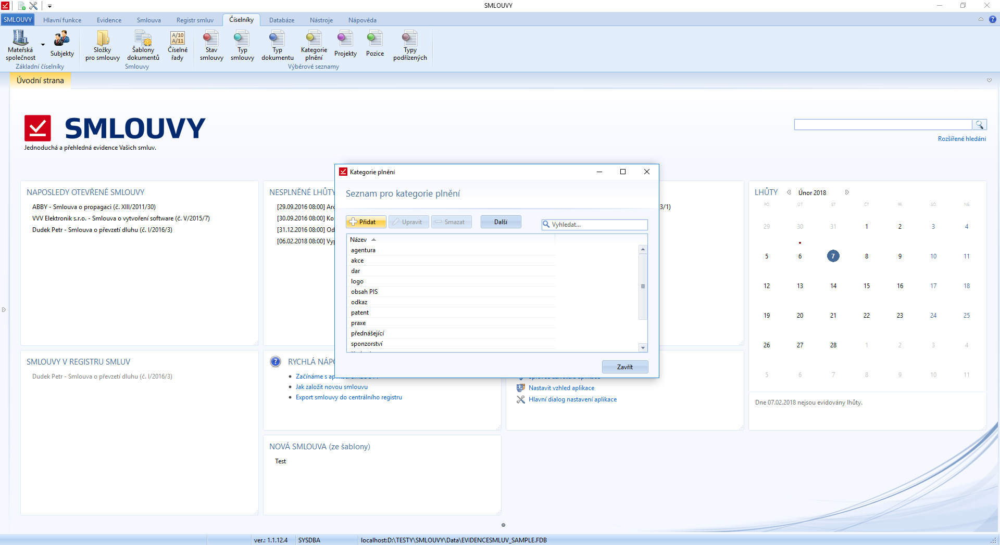 SMLOUVY
SMLOUVY
Hlavní funkce
Evidence
Smlouva
Registr smluv
Číselníky
Databáze
Nástroje
Nápověda
Mateřská
společnost
Subjekty
Základní číselníky
Složky
pro smlouvy
Šablony
dokumentů
A/10
A/11
Číselné
řady
Smlouvy
Stav
smlouvy
Typ
smlouvy
Typ
dokumentu
Kategorie
plnění
Projekty
Pozice
Typy
podřízených
Výběrové seznamy
Úvodní strana
SMLOUVY
Jednoduchá a přehledná evidence Vašich smluv.
Rozšířené hledání
NAPOSLEDY OTEVŘENÉ SMLOUVY
ABBY - Smlouva o propagaci (č. XIII/2011/30)
VVV Elektronik s.r.o. - Smlouva o vytvoření software (č. V/2015/7)
Dudek Petr - Smlouva o převzetí dluhu (č. I/2016/3)
NESPLNĚNÉ LHŮTY
[29.09.2016 08:00] Arc
[30.09.2016 08:00] Ko
[31.12.2016 08:00] Od
[06.02.2018 08:00] Vyp
3/1)
Kategorie plnění
Seznam pro kategorie plnění
Přidat
Upravit
Smazat
Další
Vyhledat...
Název
agentura
akce
dar
logo
obsah PIS
odkaz
patent
praxe
přednášející
sponzorství
Zavřít
LHŮTY
Únor 2018
PO ÚT ST ČT PÁ SO NE
29 30 31 1 2 3 4
5 6 7 8 9 10 11
12 13 14 15 16 17 18
19 20 21 22 23 24 25
26 27 28 1 2 3 4
5 6 7 8 9 10 11
Dne 07.02.2018 nejsou evidovány lhůty.
SMLOUVY V REGISTRU SMLUV
Dudek Petr - Smlouva o převzetí dluhu (č. I/2016/3)
RYCHLÁ NÁPO
Začínáme s
Jak založit novou smlouvu
Export smlouvy do centrálního registru
Nastavit vzhled aplikace
Hlavní dialog nastavení aplikace
NOVÁ SMLOUVA (ze šablony)
Test
ver.: 1.1.12.4
SYSDBA
localhost:D:\TESTY\SMLOUVY\Data\EVIDENCESMLUV_SAMPLE.FDB